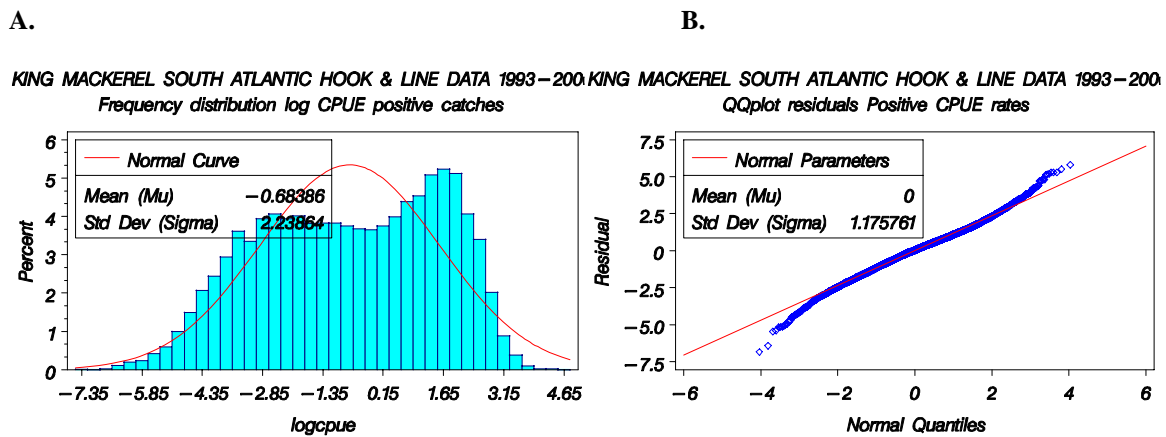 A.
B.
KING MACKEREL SOUTH ATLANTIC HOOK & LINE DATA 1993-200
Frequency distribution log CPUE positive catches
6
5
4
3
2
1
0
Percent
Normal Curve
Mean (Mu) -0.68386
Std Dev (Sigma) 2.23864
-7.35 -5.85 -4.35 -2.85 -1.35 0.15 1.65 3.15 4.65
logcpue
KING MACKEREL SOUTH ATLANTIC HOOK & LINE DATA 1993-200
QQplot residuals Positive CPUE rates
7.5
5.0
2.5
0
-2.5
-5.0
-7.5
Residual
Normal Parameters
Mean (Mu) 0
Std Dev (Sigma) 1.175761
-6 -4 -2 0 2 4 6
Normal Quantiles